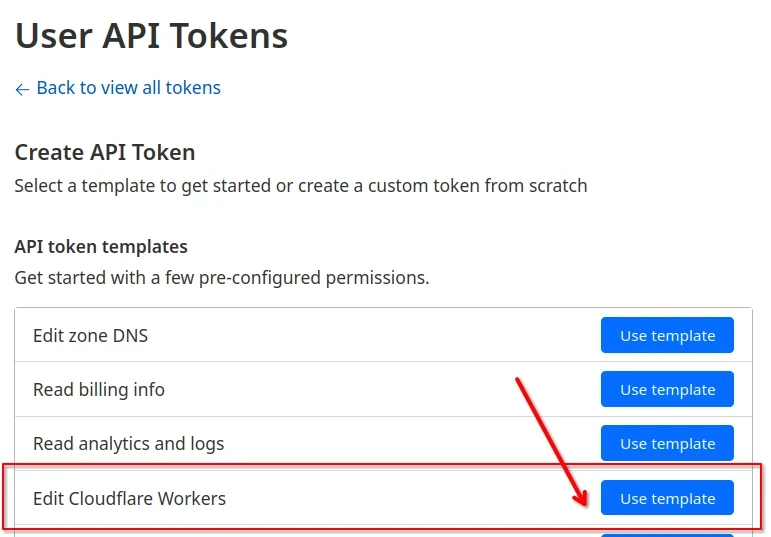 User API Tokens
← Back to view all tokens
Create API Token
Select a template to get started or create a custom token from scratch
API token templates
Get started with a few pre-configured permissions.
Edit zone DNS Use template
Read billing info Use template
Read analytics and logs Use template
Edit Cloudflare Workers Use template